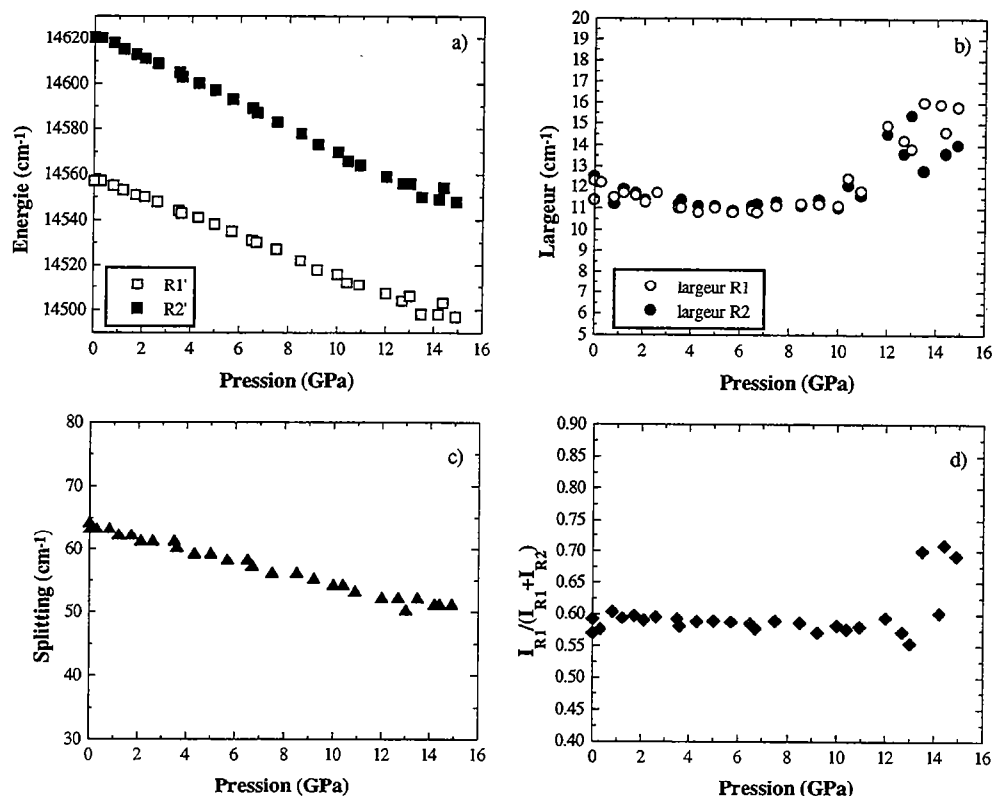 a)
Energie (cm-1)
14620
14600
14580
14560
14540
14520
14500
R1'
R2'
0 2 4 6 8 10 12 14 16
Pression (GPa)
b)
Largeur (cm-1)
20
19
18
17
16
15
14
13
12
11
10
9
8
7
6
5
largeur R1
largeur R2
0 2 4 6 8 10 12 14 16
Pression (GPa)
c)
Splitting (cm-1)
80
70
60
50
40
30
0 2 4 6 8 10 12 14 16
Pression (GPa)
d)
IR1/(IR1+IR2)
0.90
0.85
0.80
0.75
0.70
0.65
0.60
0.55
0.50
0.45
0.40
0 2 4 6 8 10 12 14 16
Pression (GPa)